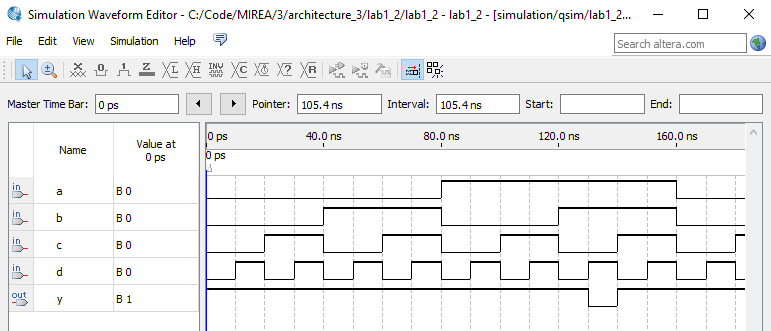 Simulation Waveform Editor - C:/Code/MIREA/3/architecture_3/lab1_2/lab1_2 - lab1_2 - [simulation/qsim/lab1_2...
File Edit View Simulation Help
Search altera.com
Master Time Bar: 0 ps Pointer: 105.4 ns Interval: 105.4 ns Start: End:
Name Value at 0 ps
0 ps 40.0 ns 80.0 ns 120.0 ns 160.0 ns
0 ps
in a B 0
in b B 0
in c B 0
in d B 0
out y B 1